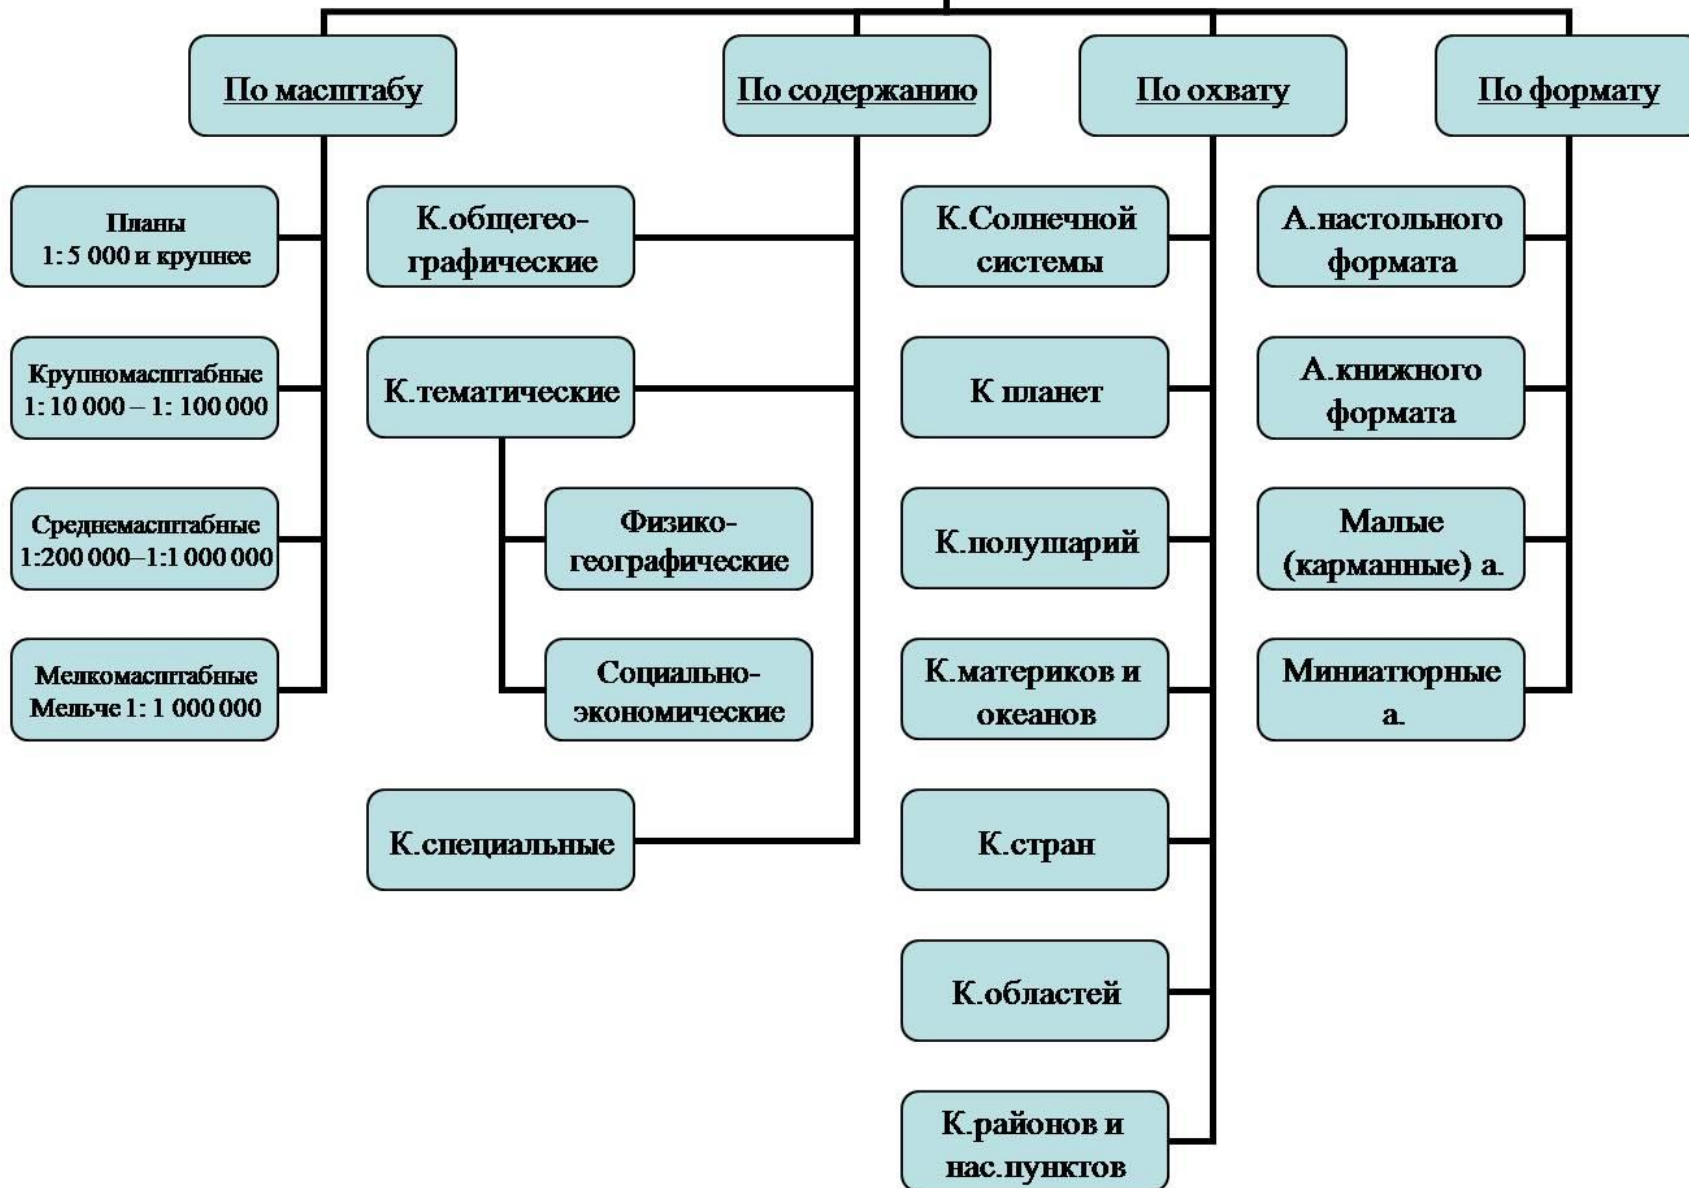 По масштабу
Планы
1: 5 000 и крупнее
Крупномасштабные
1: 10 000 – 1: 100 000
Среднемасштабные
1:200 000–1:1 000 000
Мелкомасштабные
Мельче 1: 1 000 000
По содержанию
К.общегео-
графические
К.тематические
Физико-
географические
Социально-
экономические
К.специальные
По охвату
К.Солнечной
системы
К планет
К.полушарий
К.материков и
океанов
К.стран
К.областей
К.районов и
нас.пунктов
По формату
А.настольного
формата
А.книжного
формата
Малые
(карманные) а.
Миниатюрные
а.